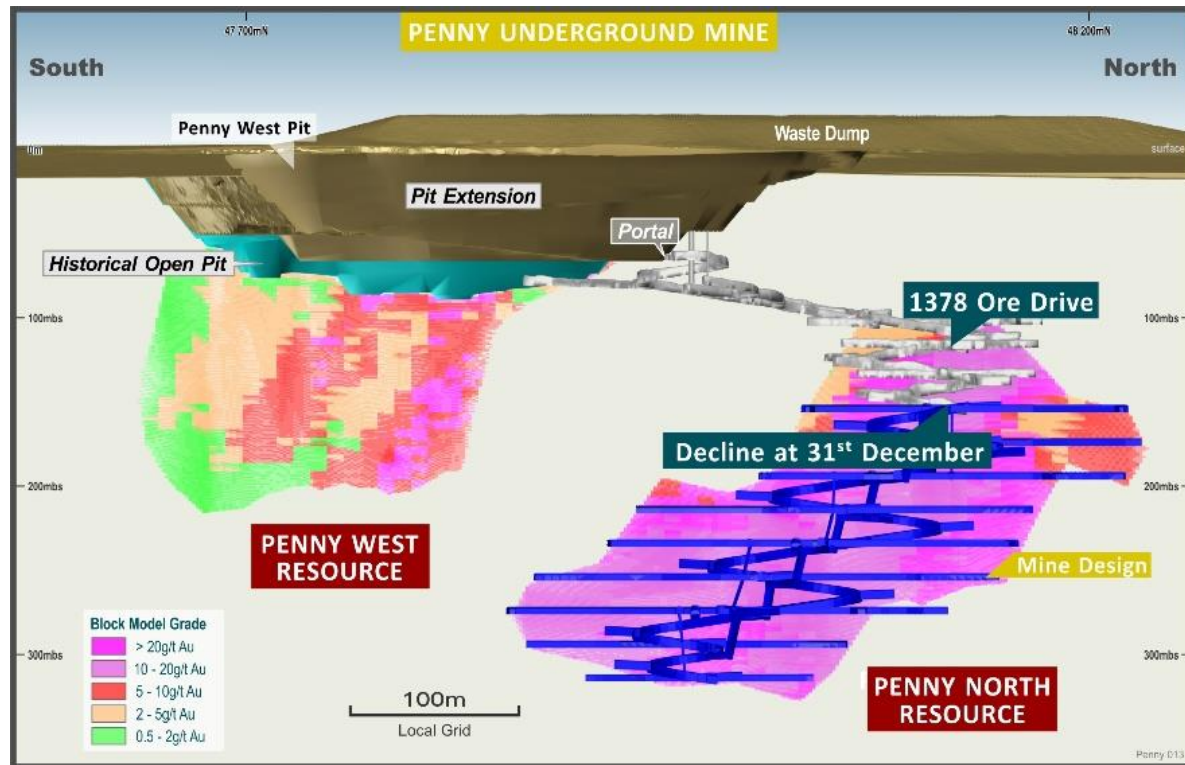 47 700mN
PENNY UNDERGROUND MINE
48 200mN
South
North
Penny West Pit
Waste Dump
0m
surface
Pit Extension
Portal
Historical Open Pit
1378 Ore Drive
100mbs
100mbs
Decline at 31st December
200mbs
200mbs
PENNY WEST
RESOURCE
Mine Design
Block Model Grade
> 20g/t Au
10 - 20g/t Au
5 - 10g/t Au
2 - 5g/t Au
0.5 - 2g/t Au
300mbs
300mbs
100m
Local Grid
PENNY NORTH
RESOURCE
Penny 013